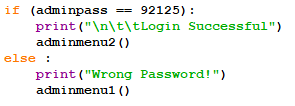 if (adminpass == 92125):
print("\n\t\tLogin Successful")
adminmenu2()
else :
print("Wrong Password!")
adminmenu1()